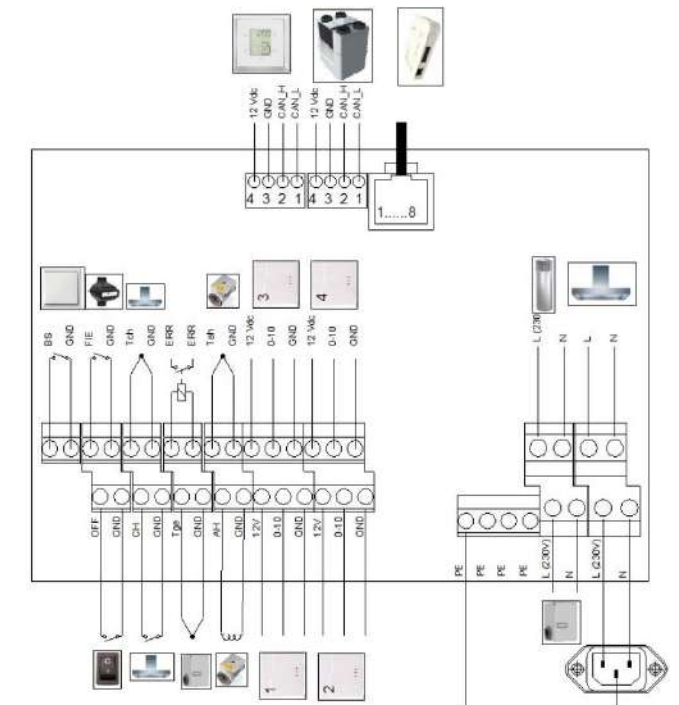 12 Vdc GND CAN_H CAN_L 12 Vdc GND CAN_H CAN_L
4 3 2 1 4 3 2 1
1......8
3 4
BS GND FIE GND Tch GND ERR ERR Tah GND 12 Vdc 0-10 GND 12 Vdc 0-10 GND
L (230 N L N
OFF GND CH GND Tge GND AH GND 12V 0-10 GND 12V 0-10 GND
PE PE PE PE L (230V) N L (230V) N
1 2